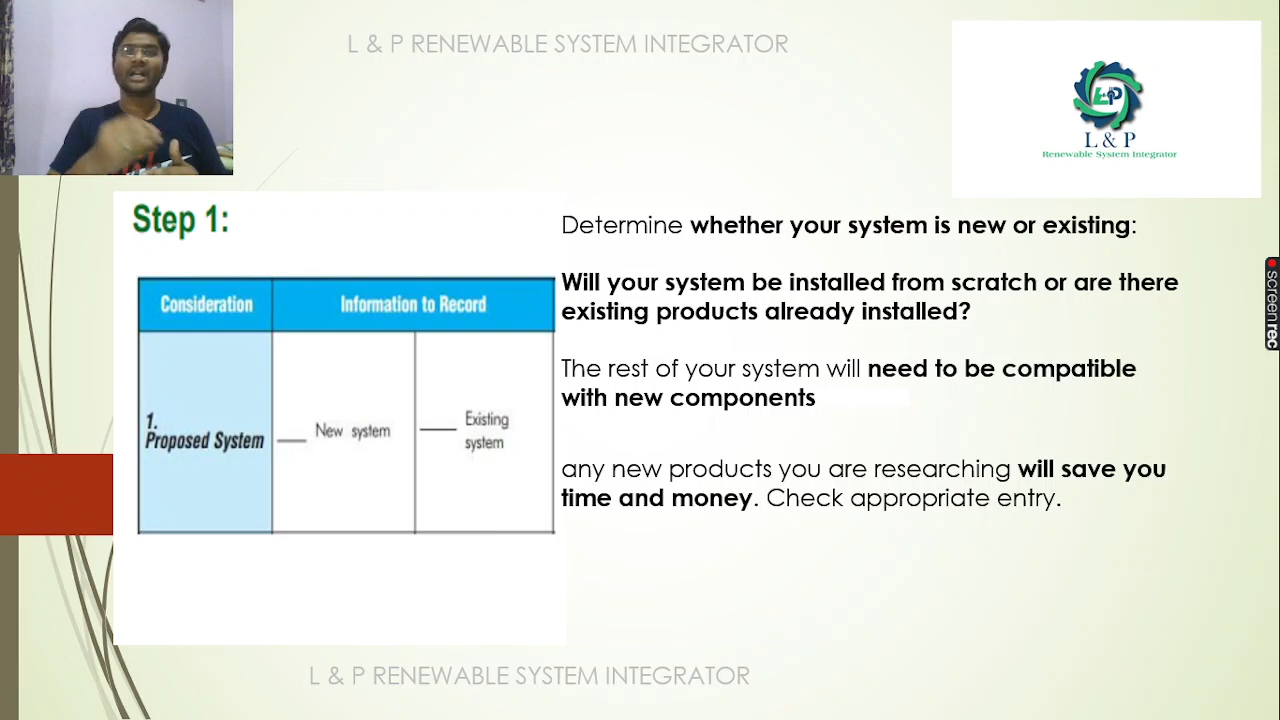 L & P RENEWABLE SYSTEM INTEGRATOR
L & P
L & P
Renewable System Integrator
Step 1:
Consideration
Information to Record
1.
Proposed System
New system
Existing
system
Determine whether your system is new or existing:
Will your system be installed from scratch or are there
existing products already installed?
The rest of your system will need to be compatible
with new components
any new products you are researching will save you
time and money. Check appropriate entry.
screenrec
L & P RENEWABLE SYSTEM INTEGRATOR